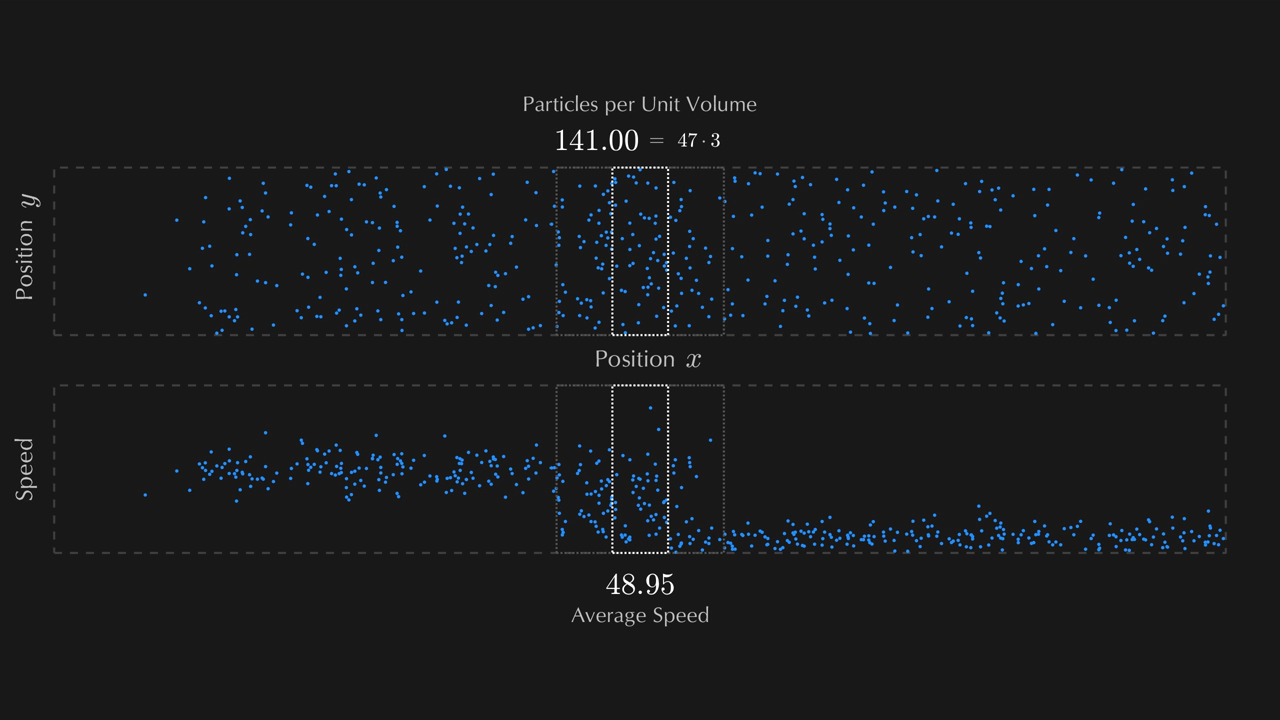 Particles per Unit Volume
141.00 = 47 · 3
Position y
Position x
Speed
48.95
Average Speed